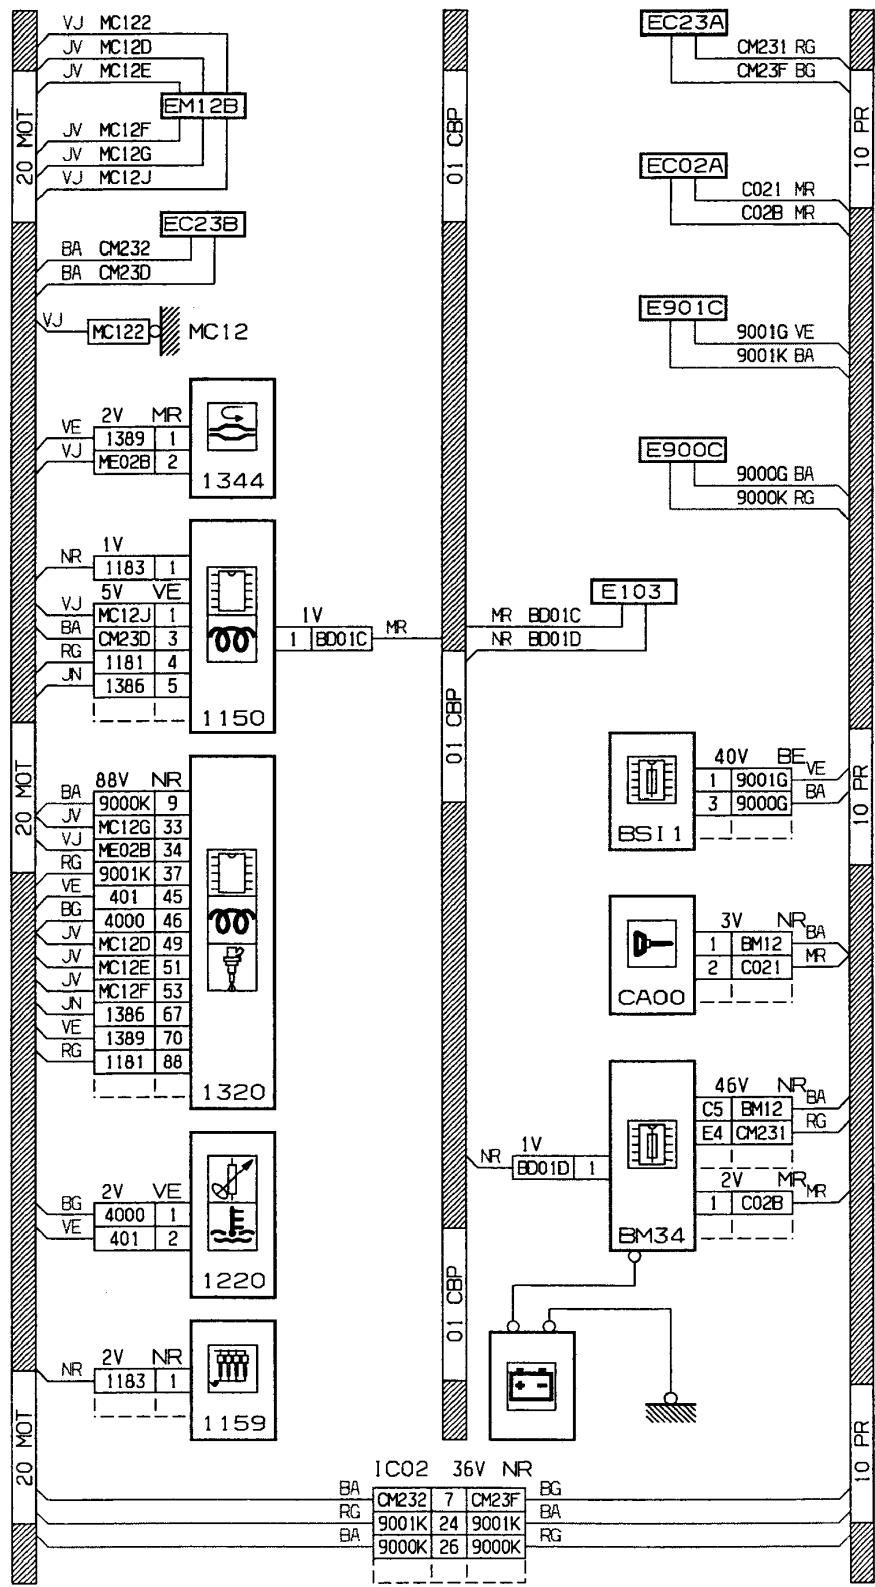 VJ MC122
JV MC12D
JV MC12E
EM12B
JV MC12F
JV MC12G
VJ MC12J
20 MOT
EC23B
BA CM232
BA CM23D
VJ MC122 MC12
2V MR
VE 1389 1
VJ ME02B 2
1344
1V
NR 1183 1
5V VE
VJ MC12J 1
BA CM23D 3
RG 1181 4
JN 1386 5
1150
1V
1 BD01C MR
20 MOT
88V NR
BA 9000K 9
JV MC12G 33
VJ ME02B 34
RG 9001K 37
VE 401 45
BG 4000 46
JV MC12D 49
JV MC12E 51
JV MC12F 53
JN 1386 67
VE 1389 70
RG 1181 88
1320
2V VE
BG 4000 1
VE 401 2
1220
2V NR
NR 1183 1
1159
20 MOT
01 CBP
01 CBP
01 CBP
EC23A
CM231 RG
CM23F BG
10 PR
EC02A
C021 MR
C02B MR
E901C
9001G VE
9001K BA
E900C
9000G BA
9000K RG
E103
MR BD01C
NR BD01D
40V BE
1 9001G VE
3 9000G BA
BSI1
10 PR
3V NR
1 BM12 BA
2 C021 MR
CA00
46V NR
C5 BM12 BA
E4 CM231 RG
1V
NR BD01D 1
2V MR
1 C02B MR
BM34
+ -
10 PR
IC02 36V NR
BA CM232 7 CM23F BG
RG 9001K 24 9001K BA
BA 9000K 26 9000K RG